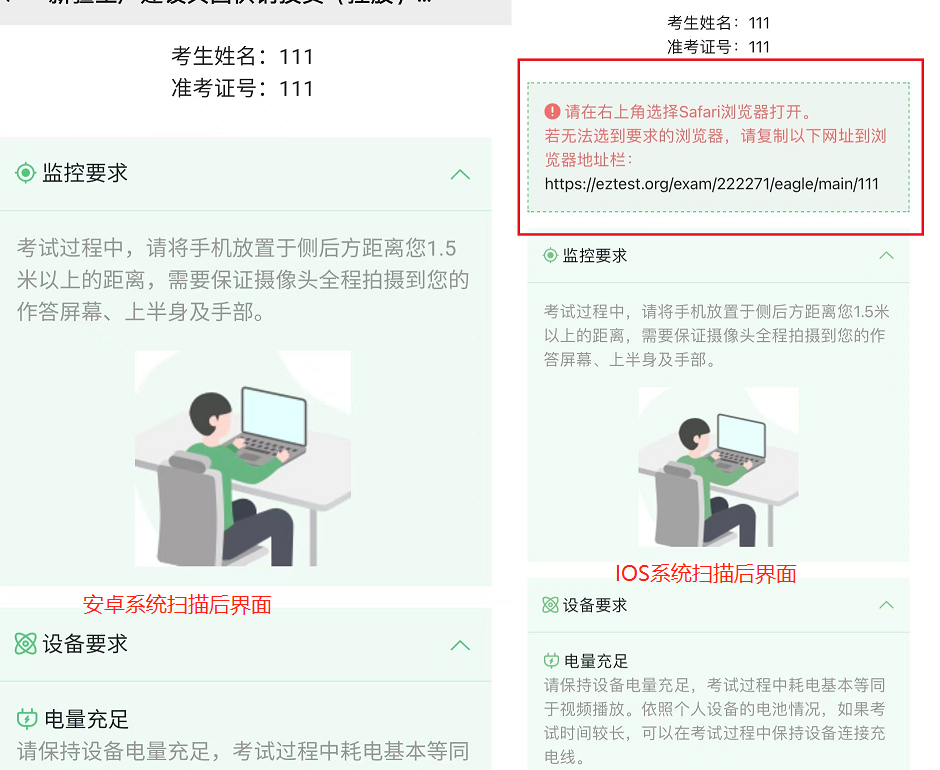 考生姓名：111
准考证号：111
监控要求
考试过程中，请将手机放置于侧后方距离您1.5
米以上的距离，需要保证摄像头全程拍摄到您的
作答屏幕、上半身及手部。
安卓系统扫描后界面
设备要求
电量充足
请保持设备电量充足，考试过程中耗电基本等同
考生姓名：111
准考证号：111
请在右上角选择Safari浏览器打开。
若无法选到要求的浏览器，请复制以下网址到浏
览器地址栏：
https://eztest.org/exam/222271/eagle/main/111
监控要求
考试过程中，请将手机放置于侧后方距离您1.5米
以上的距离，需要保证摄像头全程拍摄到您的作
答屏幕、上半身及手部。
IOS系统扫描后界面
设备要求
电量充足
请保持设备电量充足，考试过程中耗电基本等同
于视频播放。依照个人设备的电池情况，如果考
试时间较长，可以在考试过程中保持设备连接充
电线。